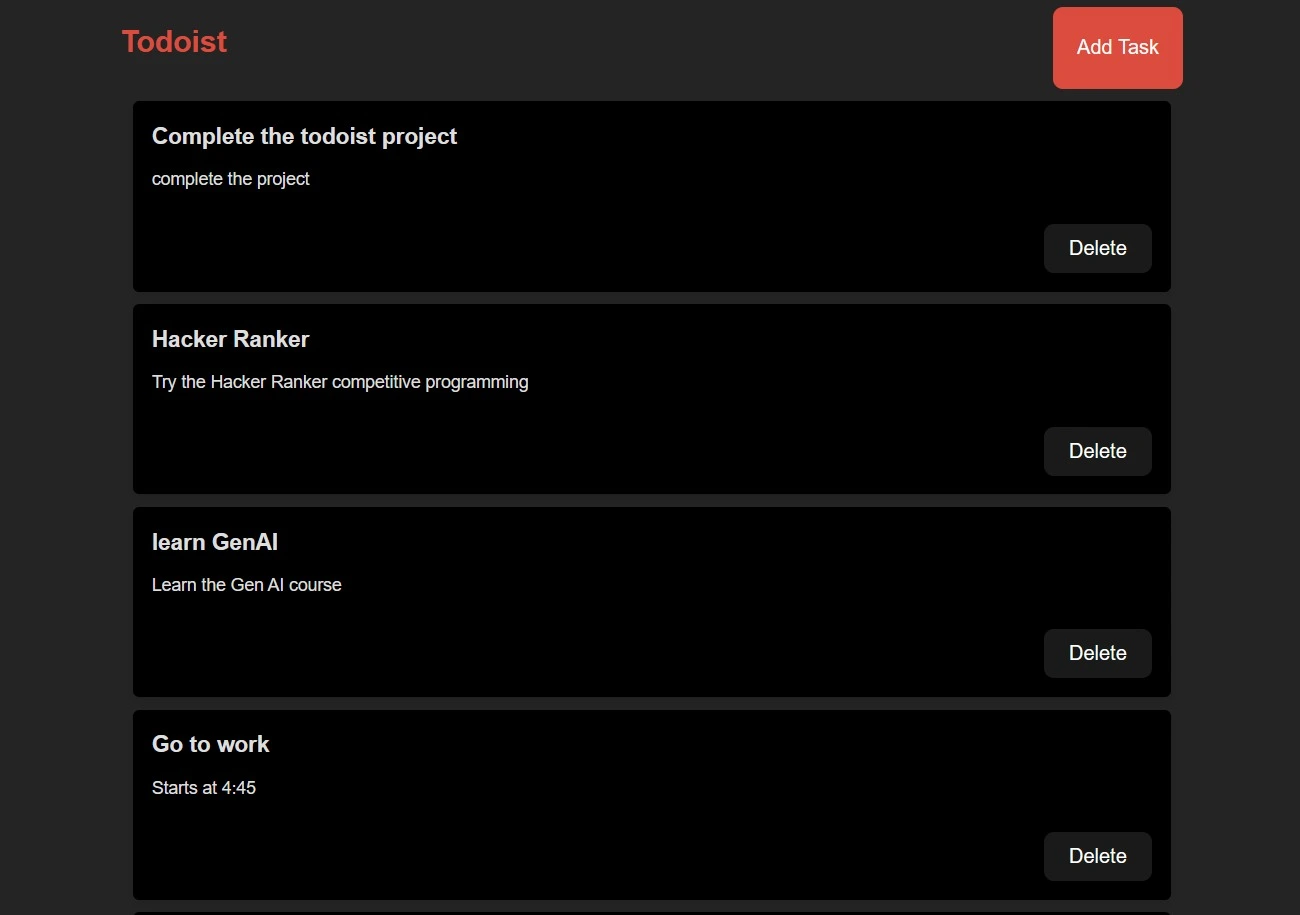 Todoist
Add Task
Complete the todoist project
complete the project
Delete
Hacker Ranker
Try the Hacker Ranker competitive programming
Delete
learn GenAI
Learn the Gen AI course
Delete
Go to work
Starts at 4:45
Delete